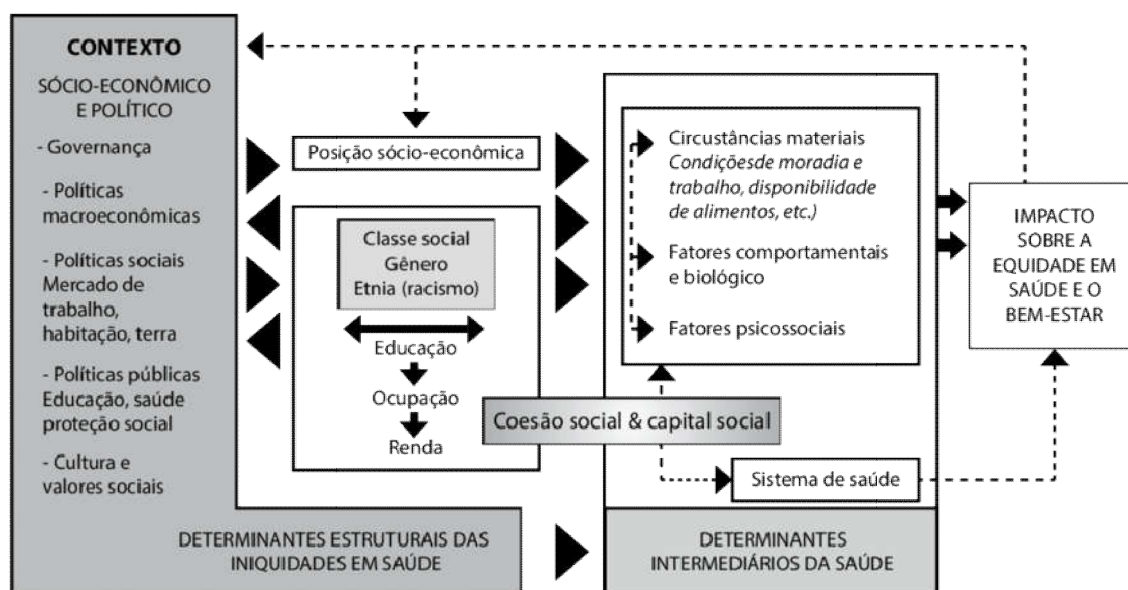 CONTEXTO
SÓCIO-ECONÔMICO
E POLÍTICO
- Governança
- Políticas
macroeconômicas
- Políticas sociais
Mercado de
trabalho,
habitação, terra
- Políticas públicas
Educação, saúde
proteção social
- Cultura e
valores sociais
DETERMINANTES ESTRUTURAIS DAS
INIQUIDADES EM SAÚDE
Posição sócio-econômica
Classe social
Gênero
Etnia (racismo)
Educação
Ocupação
Renda
Coesão social & capital social
Circustâncias materiais
Condiçõesde moradia e
trabalho, disponibilidade
de alimentos, etc.)
Fatores comportamentais
e biológico
Fatores psicossociais
Sistema de saúde
DETERMINANTES
INTERMEDIÁRIOS DA SAÚDE
IMPACTO
SOBRE A
EQUIDADE EM
SAÚDE E O
BEM-ESTAR